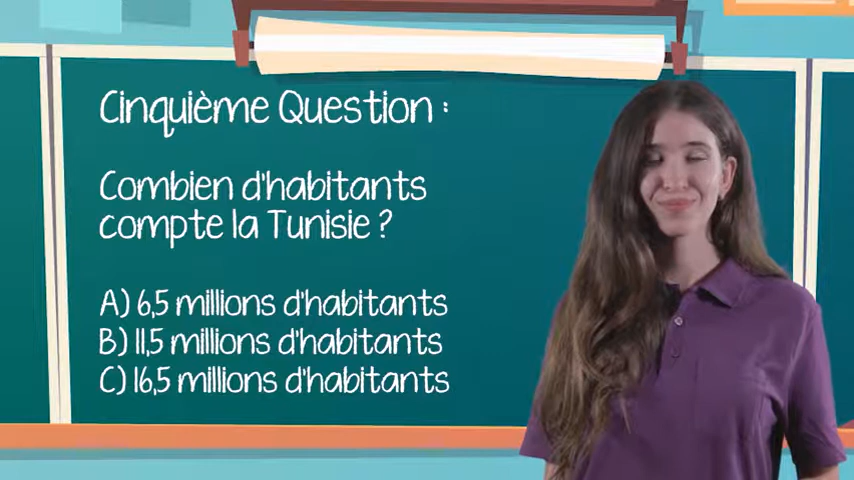 Cinquième Question :
Combien d'habitants
compte la Tunisie ?
A) 6,5 millions d'habitants
B) 11,5 millions d'habitants
C) 16,5 millions d'habitants